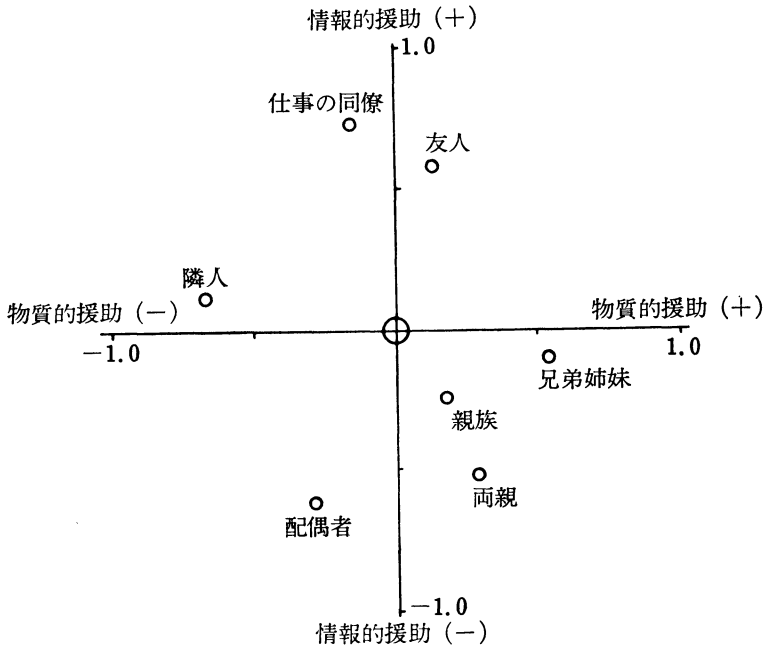 情報的援助（＋）
1.0
仕事の同僚
友人
隣人
物質的援助（－）
物質的援助（＋）
－1.0
1.0
兄弟姉妹
親族
両親
配偶者
－1.0
情報的援助（－）